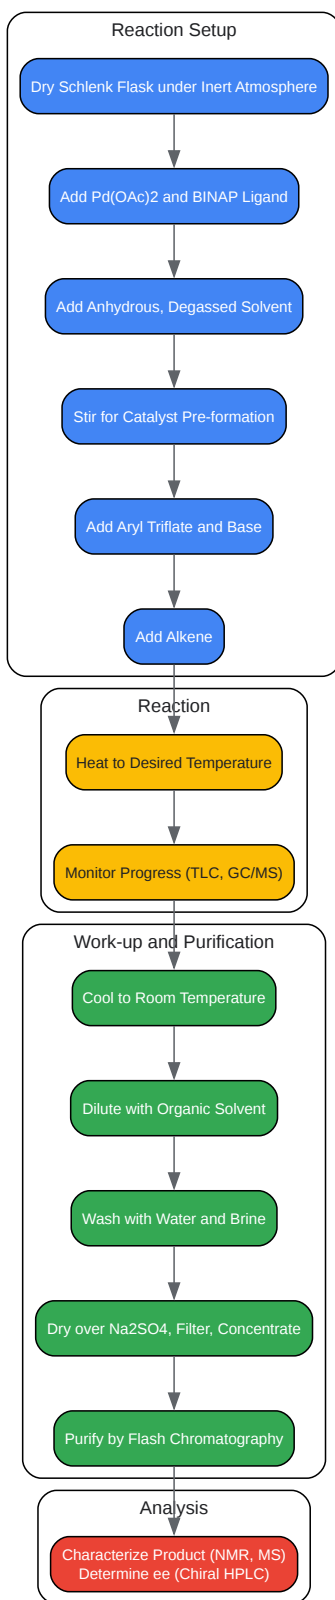 Reaction Setup
Dry Schlenk Flask under Inert Atmosphere
Add Pd(OAc)2 and BINAP Ligand
Add Anhydrous, Degassed Solvent
Stir for Catalyst Pre-formation
Add Aryl Triflate and Base
Add Alkene
Reaction
Heat to Desired Temperature
Monitor Progress (TLC, GC/MS)
Work-up and Purification
Cool to Room Temperature
Dilute with Organic Solvent
Wash with Water and Brine
Dry over Na2SO4, Filter, Concentrate
Purify by Flash Chromatography
Analysis
Characterize Product (NMR, MS)
Determine ee (Chiral HPLC)